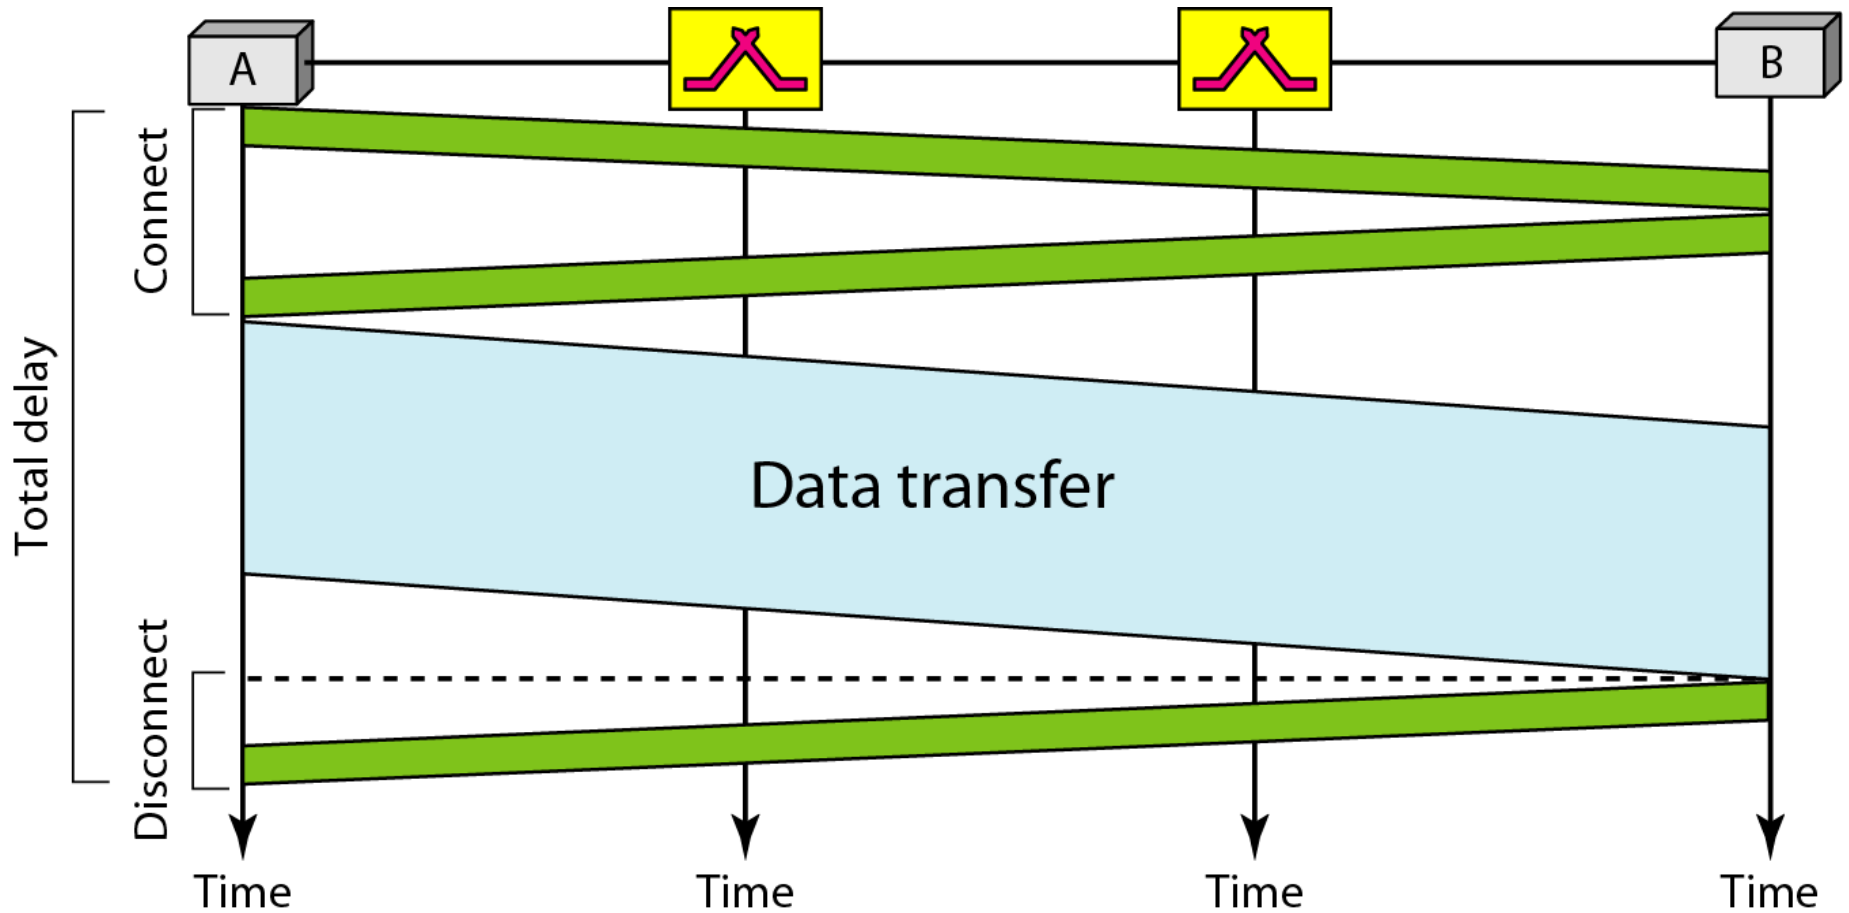 A
B
Connect
Total delay
Data transfer
Disconnect
Time
Time
Time
Time